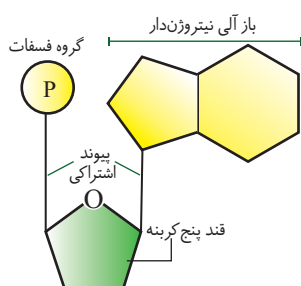 باز آلی نیتروژن‌دار
گروه فسفات
P
پیوند
اشتراکی
O
قند پنج‌کربنه